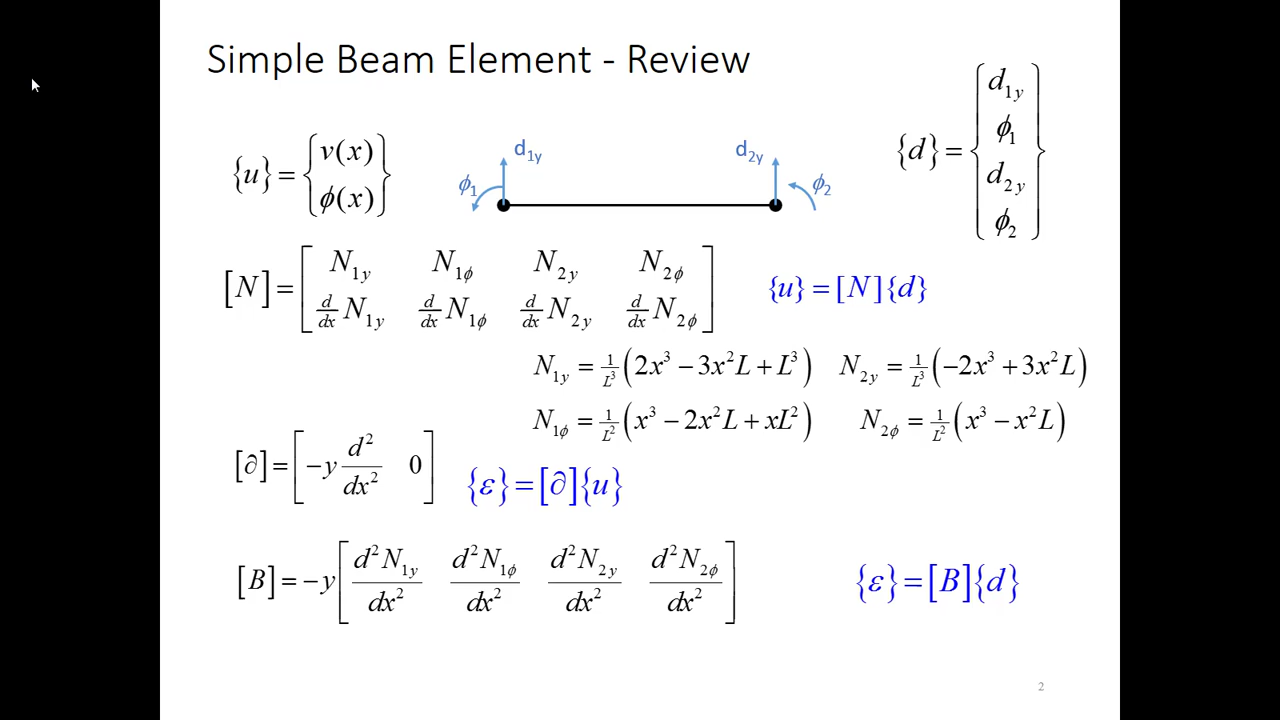 Simple Beam Element - Review
{u} = {v(x) φ(x)}
d1y
d2y
ϕ1
ϕ2
{d} = {d1y ϕ1 d2y ϕ2}
[N] = [N1y N1ϕ N2y N2ϕ
d/dx N1y d/dx N1ϕ d/dx N2y d/dx N2ϕ]
{u} = [N]{d}
N1y = 1/L³ (2x³ − 3x²L + L³) N2y = 1/L³ (−2x³ + 3x²L)
N1ϕ = 1/L² (x³ − 2x²L + xL²) N2ϕ = 1/L² (x³ − x²L)
[∂] = [−y d²/dx² 0]
{ε} = [∂]{u}
[B] = −y[d²N1y/dx² d²N1ϕ/dx² d²N2y/dx² d²N2ϕ/dx²]
{ε} = [B]{d}
2